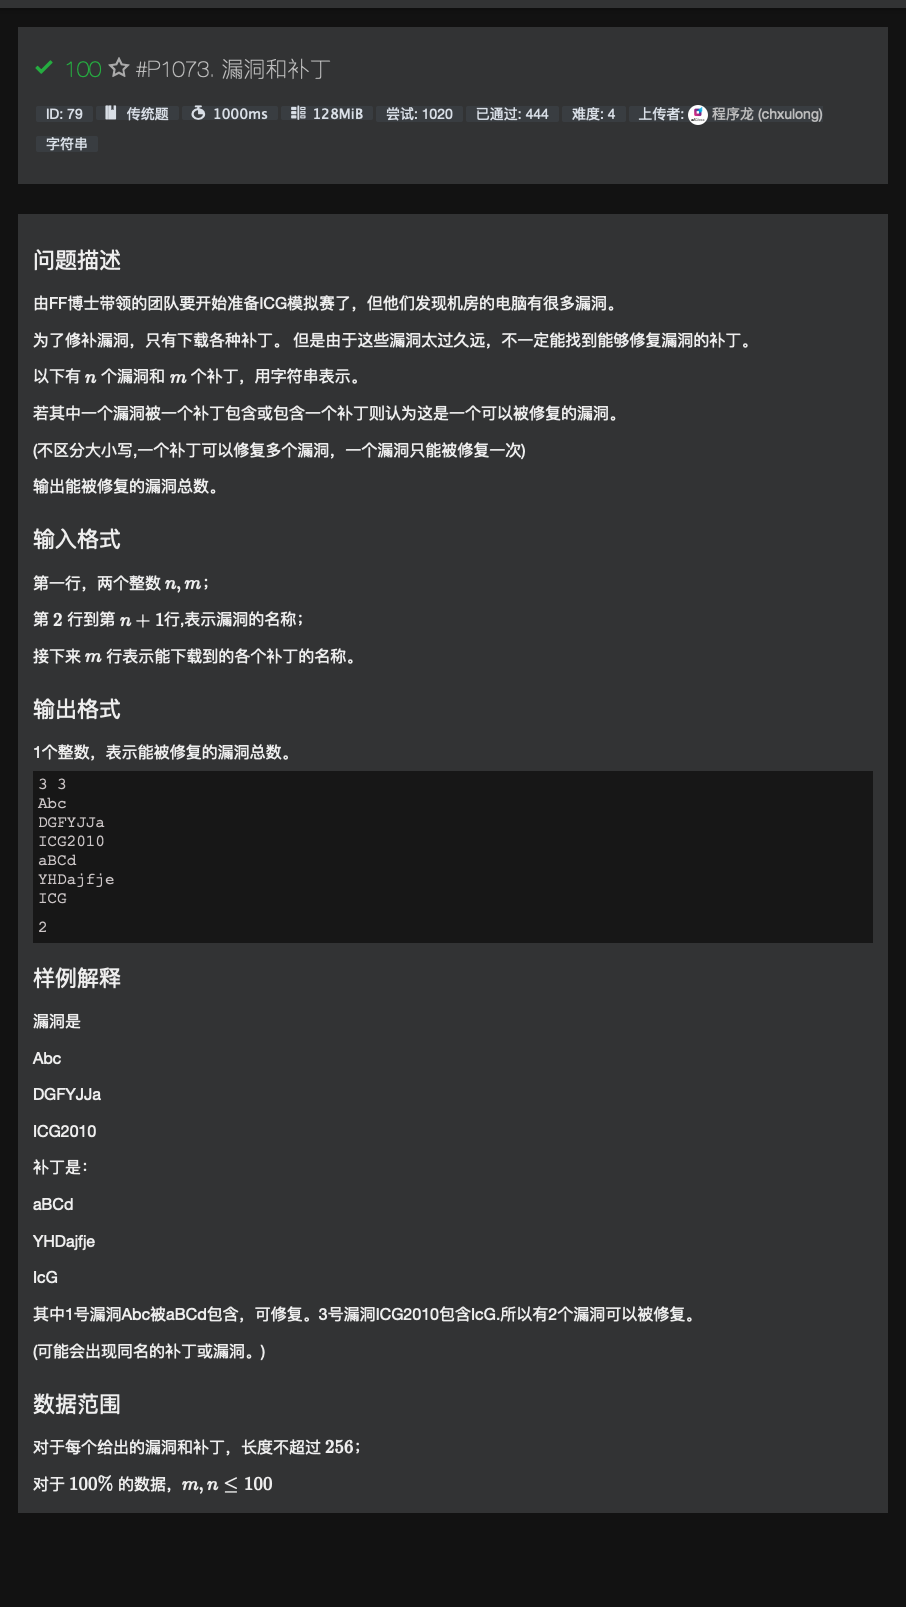 100 #P1073. 漏洞和补丁
ID: 79 传统题 1000ms 128MiB 尝试: 1020 已通过: 444 难度: 4 上传者: 程序龙 (chxulong)
字符串
问题描述
由FF博士带领的团队要开始准备ICG模拟赛了，但他们发现机房的电脑有很多漏洞。
为了修补漏洞，只有下载各种补丁。 但是由于这些漏洞太过久远，不一定能找到能够修复漏洞的补丁。
以下有 n 个漏洞和 m 个补丁，用字符串表示。
若其中一个漏洞被一个补丁包含或包含一个补丁则认为这是一个可以被修复的漏洞。
(不区分大小写,一个补丁可以修复多个漏洞，一个漏洞只能被修复一次)
输出能被修复的漏洞总数。
输入格式
第一行，两个整数 n, m；
第 2 行到第 n + 1行,表示漏洞的名称；
接下来 m 行表示能下载到的各个补丁的名称。
输出格式
1个整数，表示能被修复的漏洞总数。
3 3
Abc
DGFYJJa
ICG2010
aBCd
YHDajfje
ICG
2
样例解释
漏洞是
Abc
DGFYJJa
ICG2010
补丁是：
aBCd
YHDajfje
IcG
其中1号漏洞Abc被aBCd包含，可修复。3号漏洞ICG2010包含IcG.所以有2个漏洞可以被修复。
(可能会出现同名的补丁或漏洞。)
数据范围
对于每个给出的漏洞和补丁，长度不超过 256；
对于 100% 的数据，m, n ≤ 100